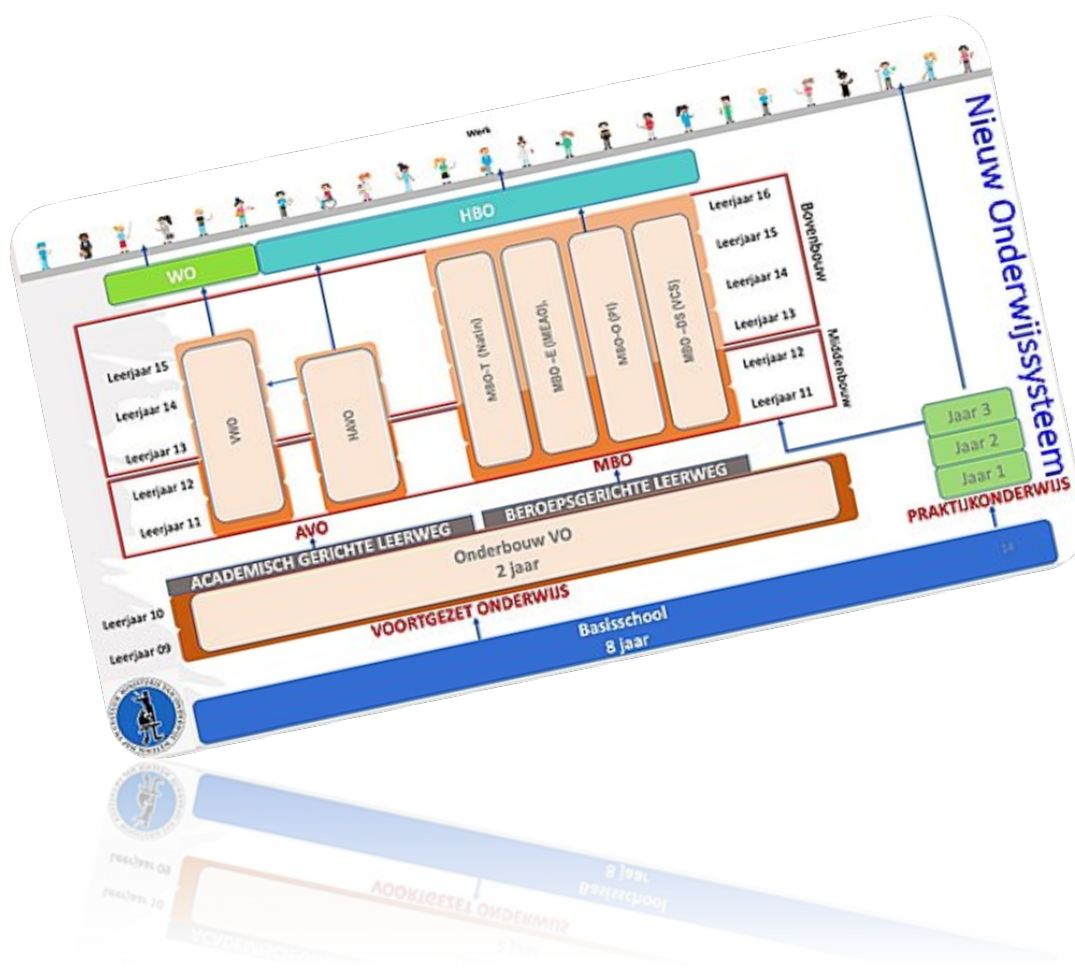 Nieuw Onderwijssysteem
Werk
HBO
WO
Leerjaar 16
Leerjaar 15
Leerjaar 14
Leerjaar 13
Bovenbouw
Leerjaar 12
Leerjaar 11
Middenbouw
Leerjaar 15
Leerjaar 14
Leerjaar 13
Leerjaar 12
Leerjaar 11
VWO
HAVO
MBO-T (Natin)
MBO -E (IMEAO),
MBO-O (PI)
MBO -DS (VCS)
AVO
MBO
ACADEMISCH GERICHTE LEERWEG
BEROEPSGERICHTE LEERWEG
Onderbouw VO
2 jaar
Leerjaar 10
Leerjaar 09
VOORTGEZET ONDERWIJS
Jaar 3
Jaar 2
Jaar 1
PRAKTIJKONDERWIJS
Basisschool
8 jaar
14